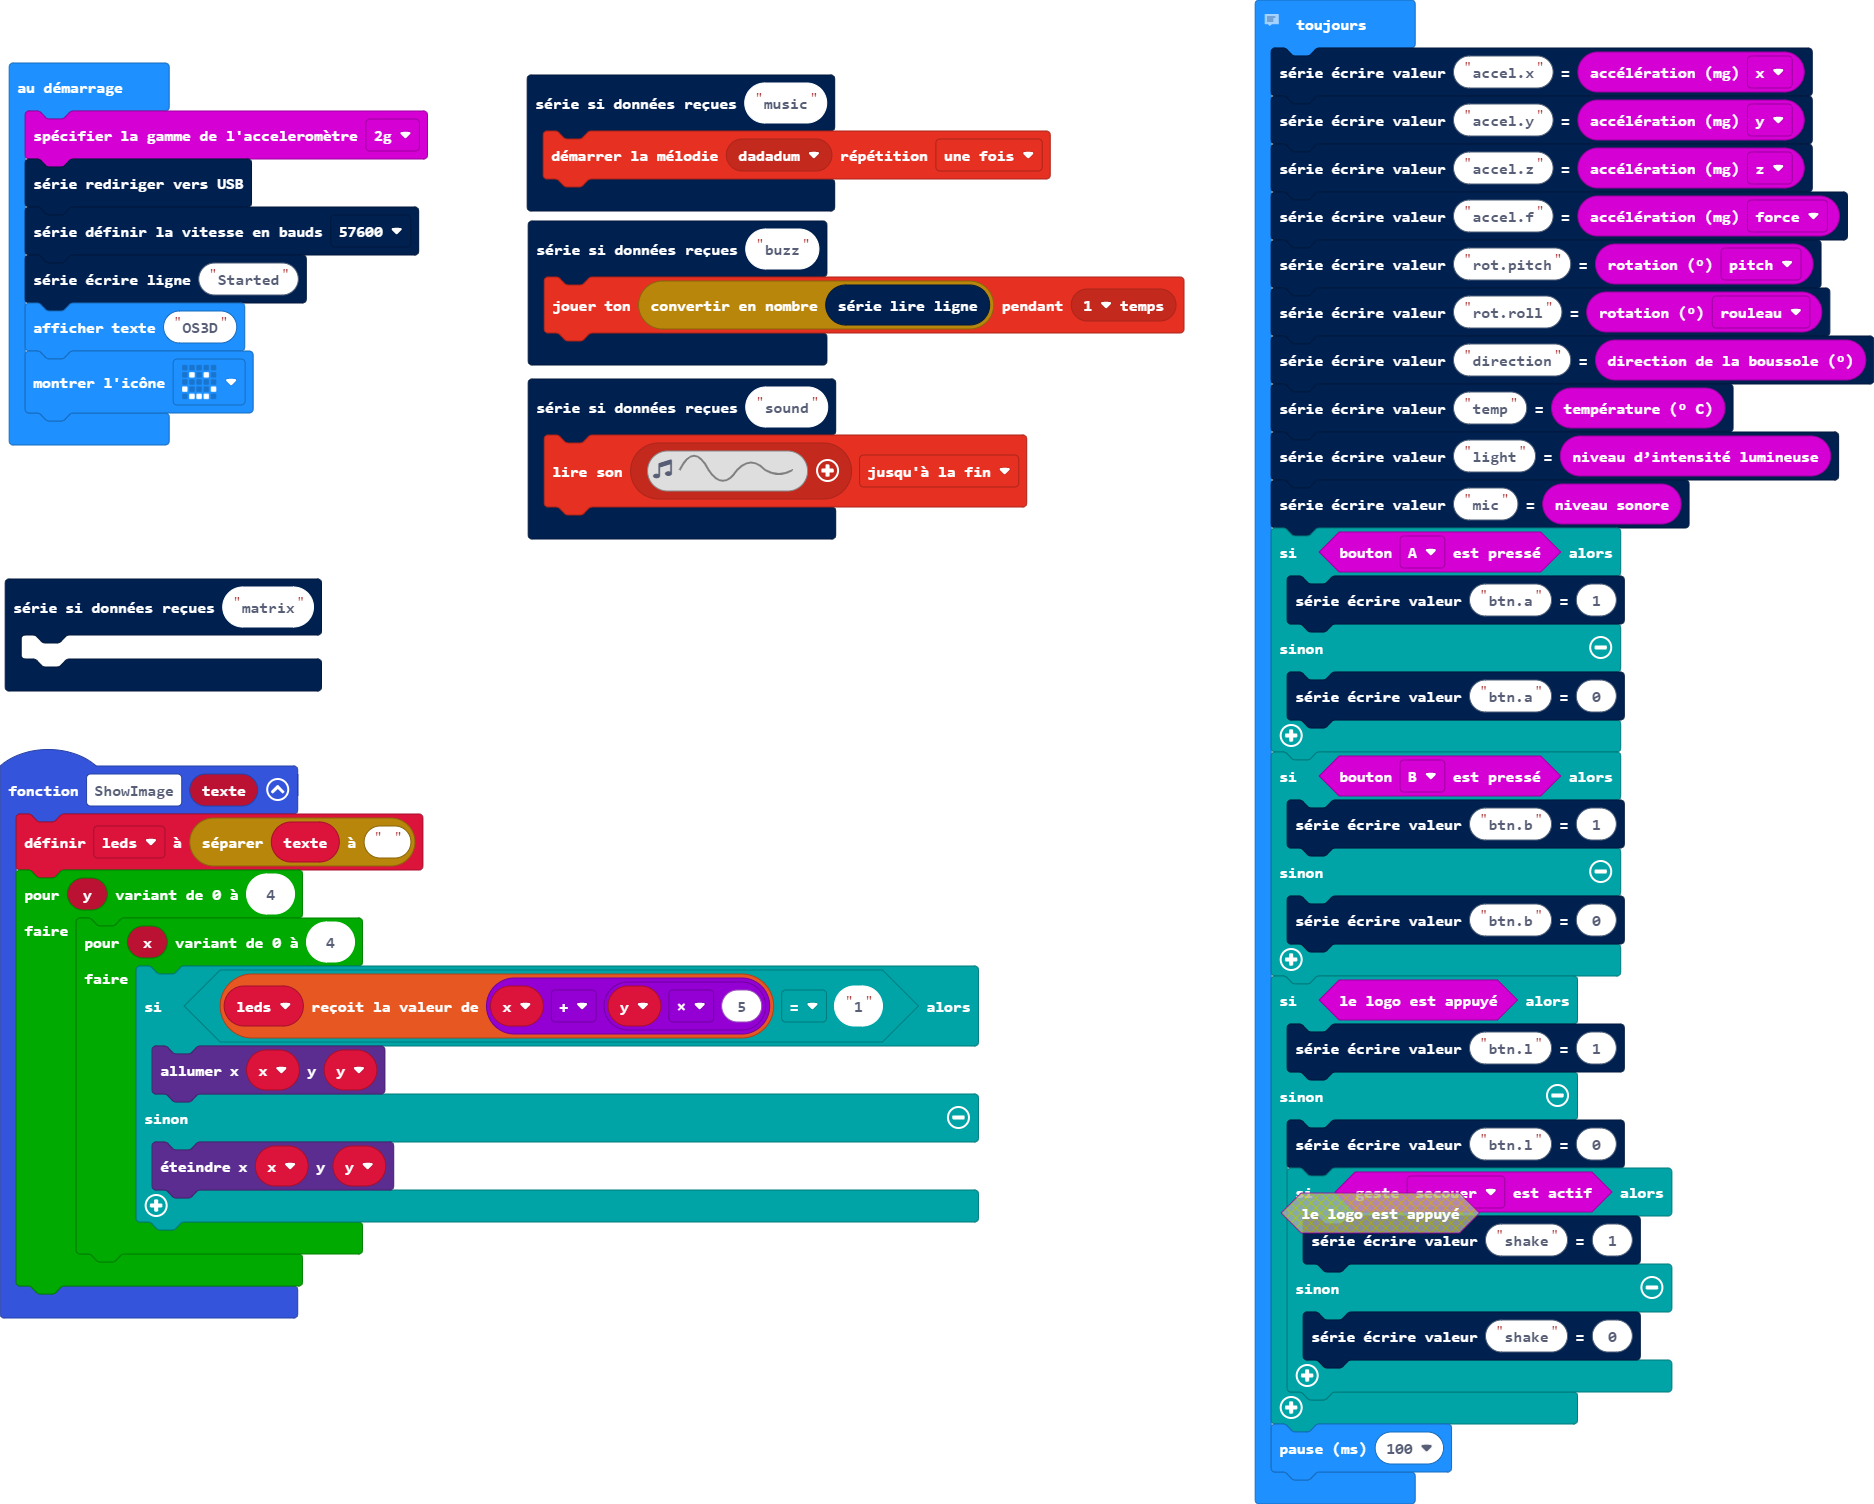 au démarrage
spécifier la gamme de l'acceleromètre 2g
série rediriger vers USB
série définir la vitesse en bauds 57600
série écrire ligne "Started"
afficher texte "OS3D"
montrer l'icône
série si données reçues "music"
démarrer la mélodie dadadum répétition une fois
série si données reçues "buzz"
jouer ton convertir en nombre série lire ligne pendant 1 temps
série si données reçues "sound"
lire son jusqu'à la fin
série si données reçues "matrix"
fonction ShowImage texte
définir leds à séparer texte à " "
pour y variant de 0 à 4
faire
pour x variant de 0 à 4
faire
si leds reçoit la valeur de x + y × 5 = "1" alors
allumer x x y y
sinon
éteindre x x y y
toujours
série écrire valeur "accel.x" = accélération (mg) x
série écrire valeur "accel.y" = accélération (mg) y
série écrire valeur "accel.z" = accélération (mg) z
série écrire valeur "accel.f" = accélération (mg) force
série écrire valeur "rot.pitch" = rotation (º) pitch
série écrire valeur "rot.roll" = rotation (º) rouleau
série écrire valeur "direction" = direction de la boussole (º)
série écrire valeur "temp" = température (º C)
série écrire valeur "light" = niveau d’intensité lumineuse
série écrire valeur "mic" = niveau sonore
si bouton A est pressé alors
série écrire valeur "btn.a" = 1
sinon
série écrire valeur "btn.a" = 0
si bouton B est pressé alors
série écrire valeur "btn.b" = 1
sinon
série écrire valeur "btn.b" = 0
si le logo est appuyé alors
série écrire valeur "btn.l" = 1
sinon
série écrire valeur "btn.l" = 0
si geste secouer est actif alors
le logo est appuyé
série écrire valeur "shake" = 1
sinon
série écrire valeur "shake" = 0
pause (ms) 100